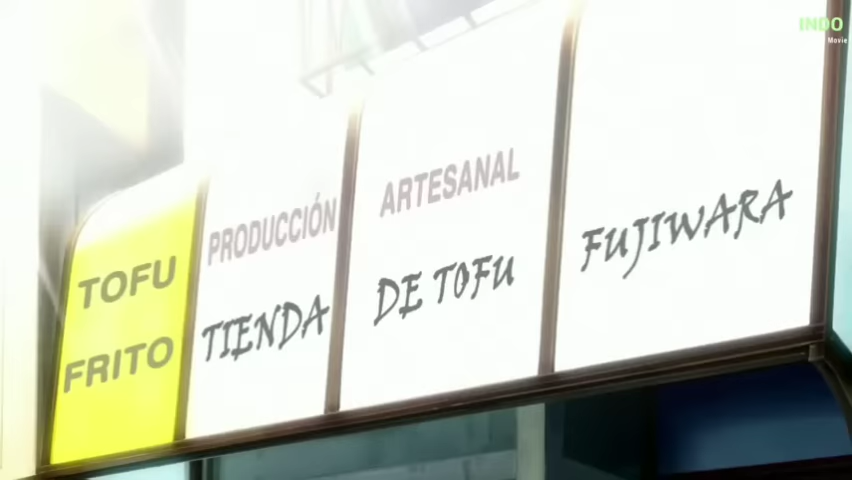 INDO
Movie
TOFU
FRITO
PRODUCCIÓN ARTESANAL
TIENDA DE TOFU FUJIWARA